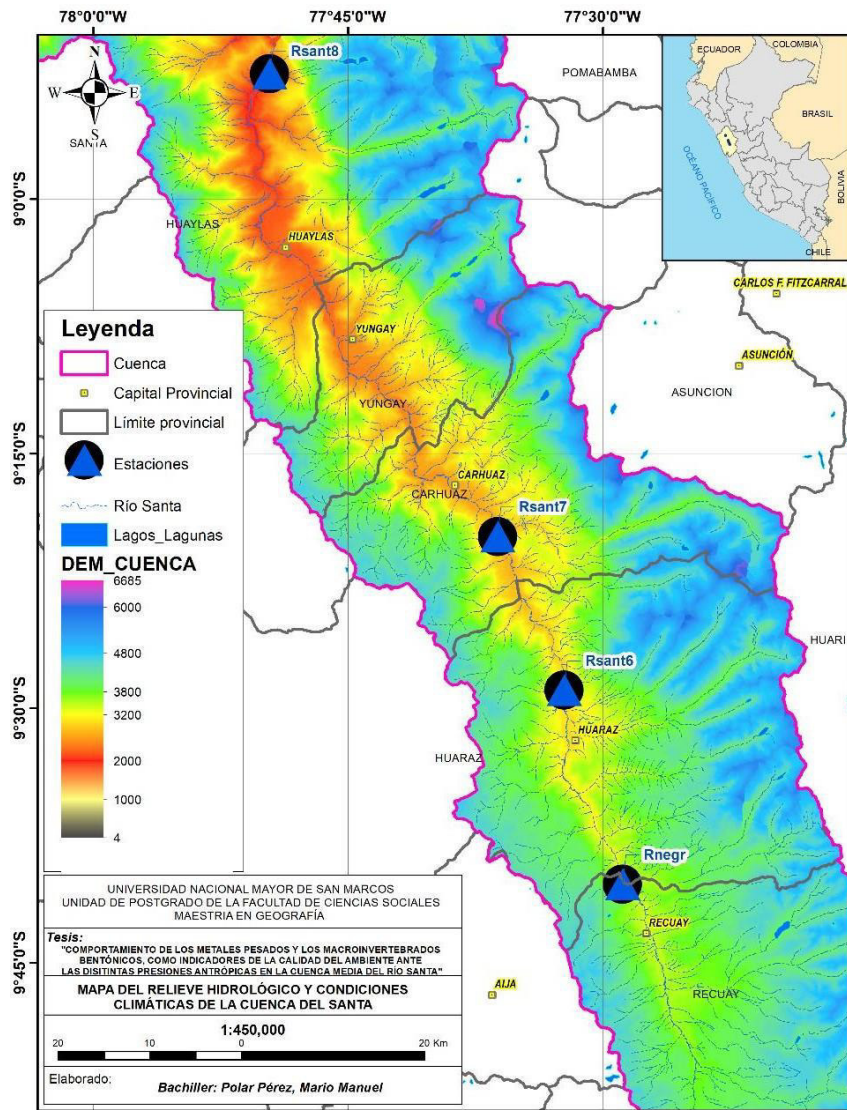 78°0'0"W
77°45'0"W
77°30'0"W
Rsant8
N
W
E
S
SANTA
POMABAMBA
ECUADOR
COLOMBIA
BRASIL
OCÉANO PACÍFICO
BOLIVIA
CHILE
9°0'0"S
HUAYLAS
HUAYLAS
CARLOS F. FITZCARRAL
YUNGAY
ASUNCIÓN
ASUNCION
YUNGAY
9°15'0"S
CARHUAZ
CARHUAZ
Rsant7
Leyenda
Cuenca
Capital Provincial
Límite provincial
Estaciones
Río Santa
Lagos_Lagunas
DEM_CUENCA
6685
6000
4800
3800
3200
2000
1000
4
HUARI
Rsant6
9°30'0"S
HUARAZ
HUARAZ
Rnegr
RECUAY
9°45'0"S
AIJA
RECUAY
UNIVERSIDAD NACIONAL MAYOR DE SAN MARCOS
UNIDAD DE POSTGRADO DE LA FACULTAD DE CIENCIAS SOCIALES
MAESTRIA EN GEOGRAFÍA
Tesis:
"COMPORTAMIENTO DE LOS METALES PESADOS Y LOS MACROINVERTEBRADOS
BENTÓNICOS, COMO INDICADORES DE LA CALIDAD DEL AMBIENTE ANTE
LAS DISITINTAS PRESIONES ANTRÓPICAS EN LA CUENCA MEDIA DEL RÍO SANTA"
MAPA DEL RELIEVE HIDROLÓGICO Y CONDICIONES
CLIMÁTICAS DE LA CUENCA DEL SANTA
1:450,000
20 10 0 20 Km
Elaborado:
Bachiller: Polar Pérez, Mario Manuel